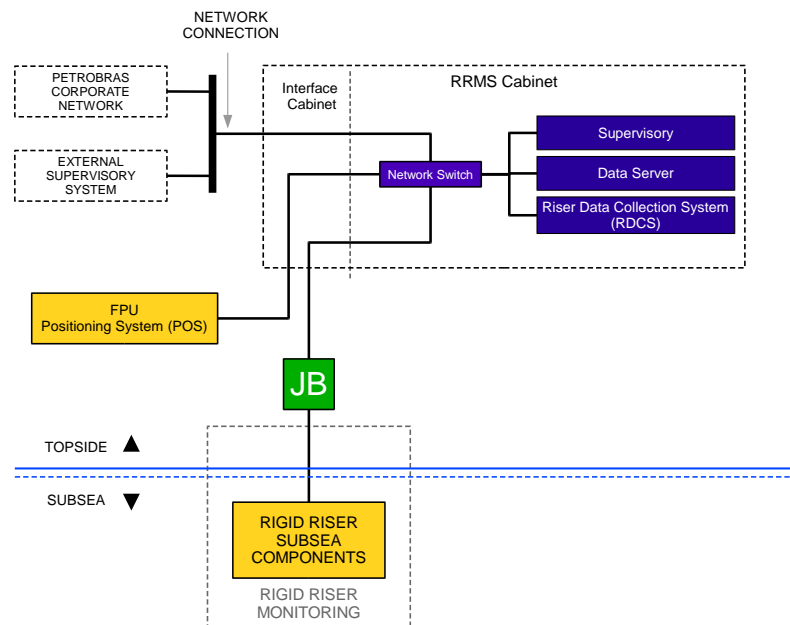 NETWORK
CONNECTION
PETROBRAS
CORPORATE
NETWORK
Interface
Cabinet
RRMS Cabinet
Supervisory
EXTERNAL
SUPERVISORY
SYSTEM
Network Switch
Data Server
Riser Data Collection System
(RDCS)
FPU
Positioning System (POS)
JB
TOPSIDE
SUBSEA
RIGID RISER
SUBSEA
COMPONENTS
RIGID RISER
MONITORING